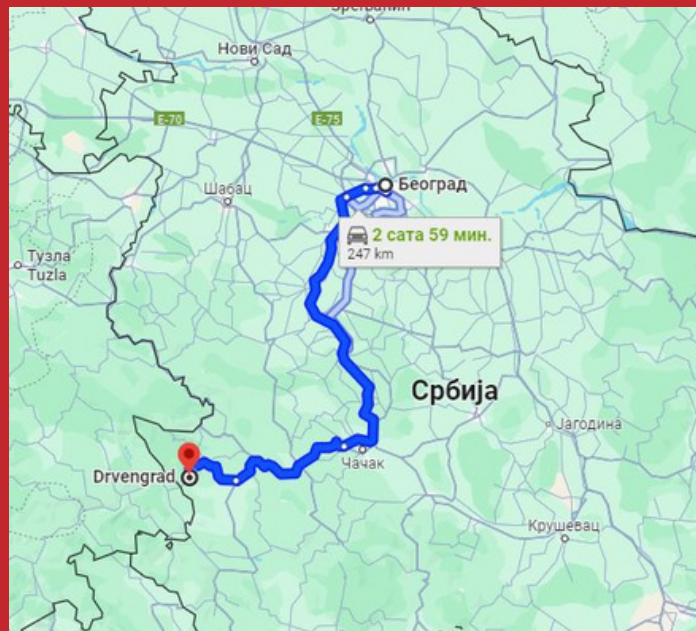 Зрењанин
Нови Сад
E-70
E-75
Београд
Шабац
2 сата 59 мин.
247 km
Тузла
Tuzla
Србија
Јагодина
Чачак
Drvengrad
Крушевац